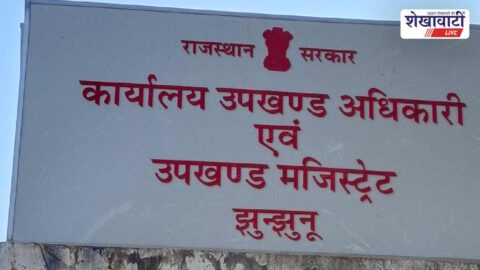 शेखावाटी
LIVE
राजस्थान सरकार
कार्यालय उपखण्ड अधिकारी
एवं
उपखण्ड मजिस्ट्रेट
झुन्झुनू